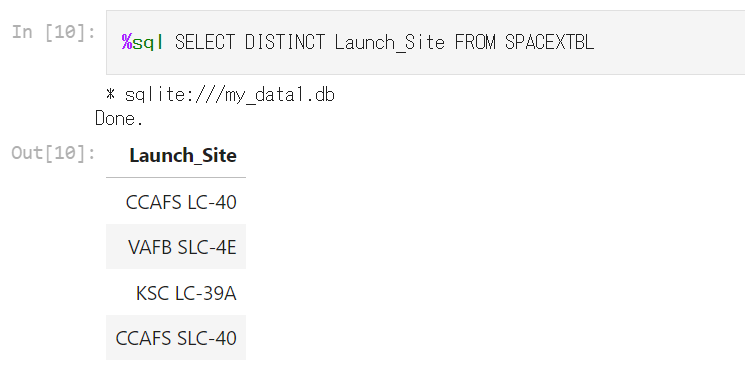 In [10]:
%sql SELECT DISTINCT Launch_Site FROM SPACEXTBL
* sqlite:///my_data1.db
Done.
Out[10]:
Launch_Site
CCAFS LC-40
VAFB SLC-4E
KSC LC-39A
CCAFS SLC-40